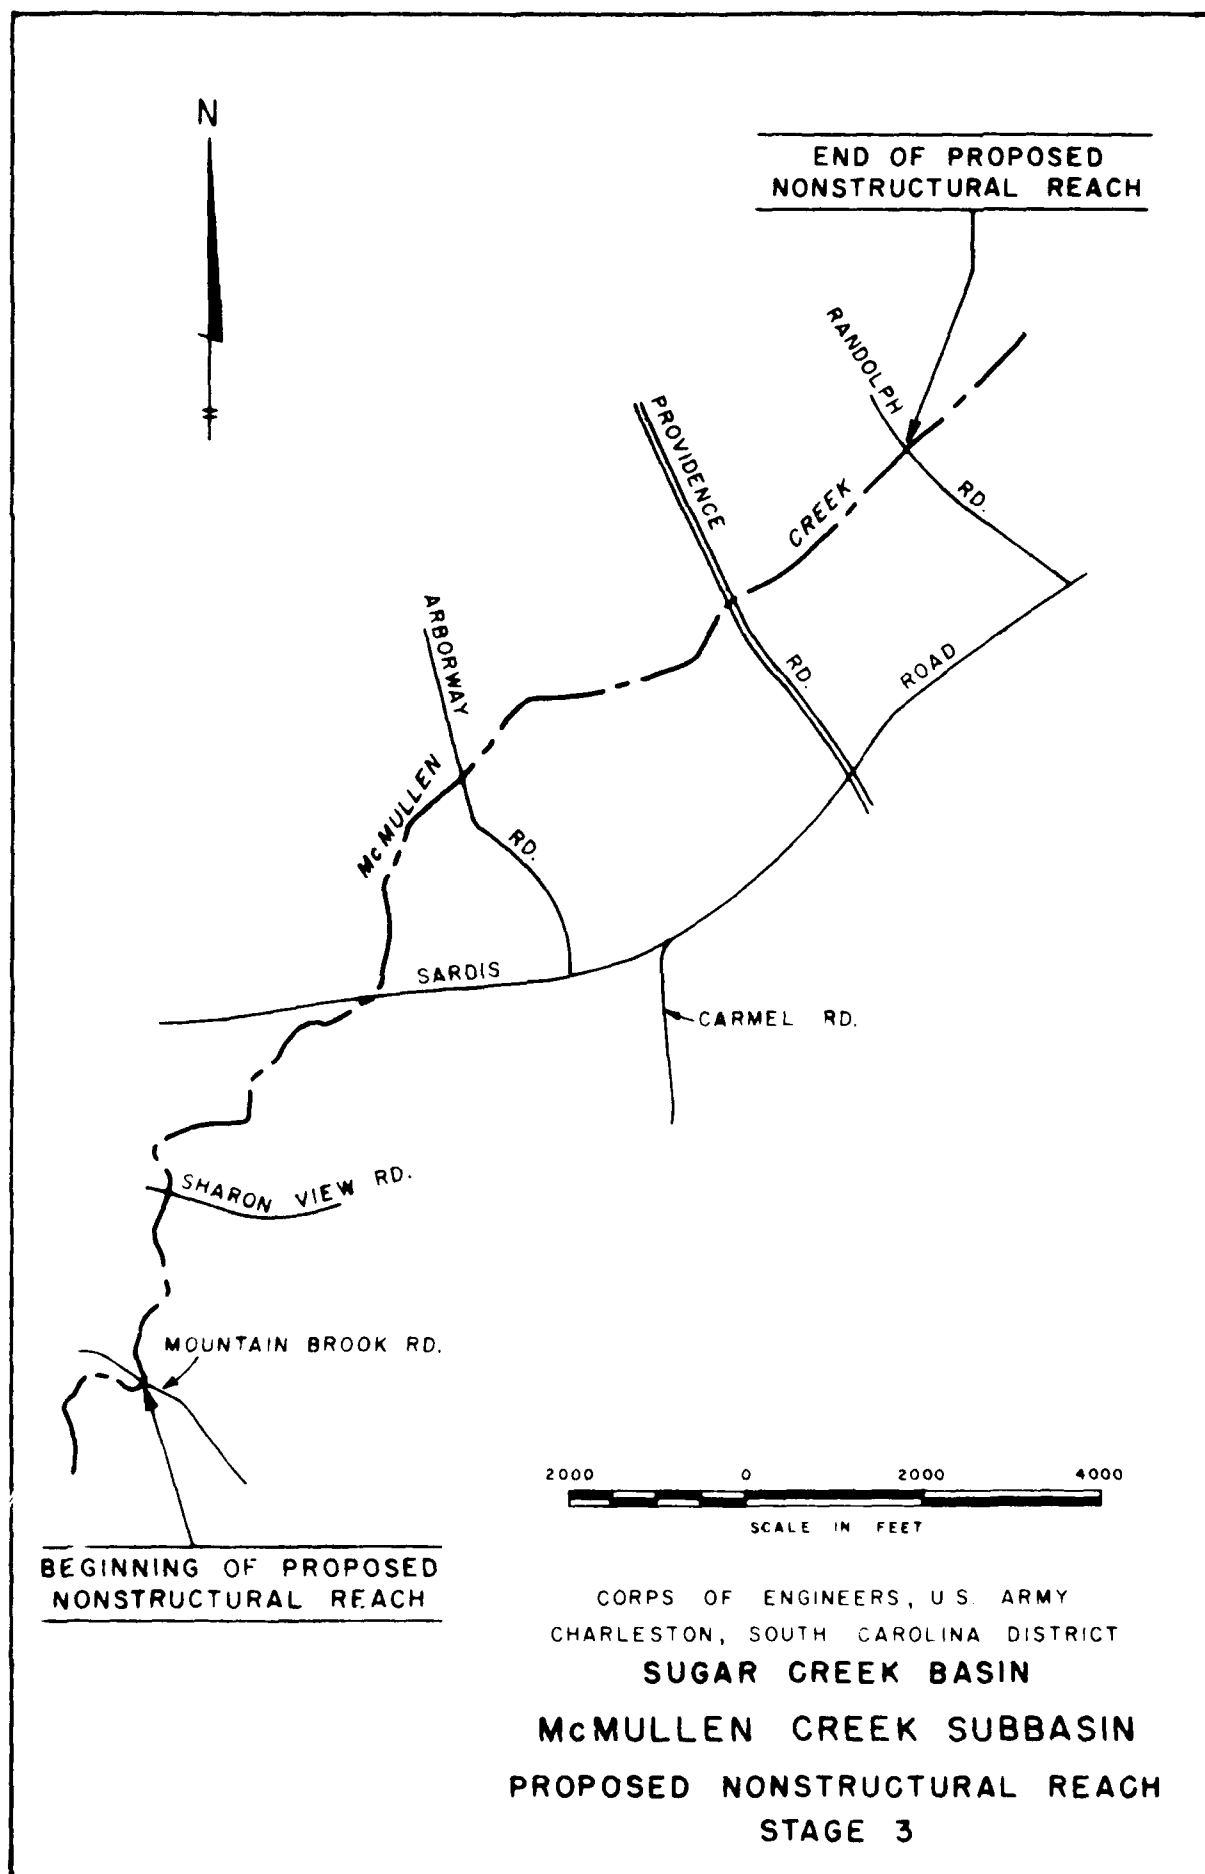 N
END OF PROPOSED
NONSTRUCTURAL REACH
RANDOLPH
RD.
PROVIDENCE
RD.
CREEK
ROAD
ARBORWAY
RD.
McMULLEN
SARDIS
CARMEL RD.
SHARON VIEW RD.
MOUNTAIN BROOK RD.
2000 0 2000 4000
SCALE IN FEET
BEGINNING OF PROPOSED
NONSTRUCTURAL REACH
CORPS OF ENGINEERS, U.S. ARMY
CHARLESTON, SOUTH CAROLINA DISTRICT
SUGAR CREEK BASIN
McMULLEN CREEK SUBBASIN
PROPOSED NONSTRUCTURAL REACH
STAGE 3